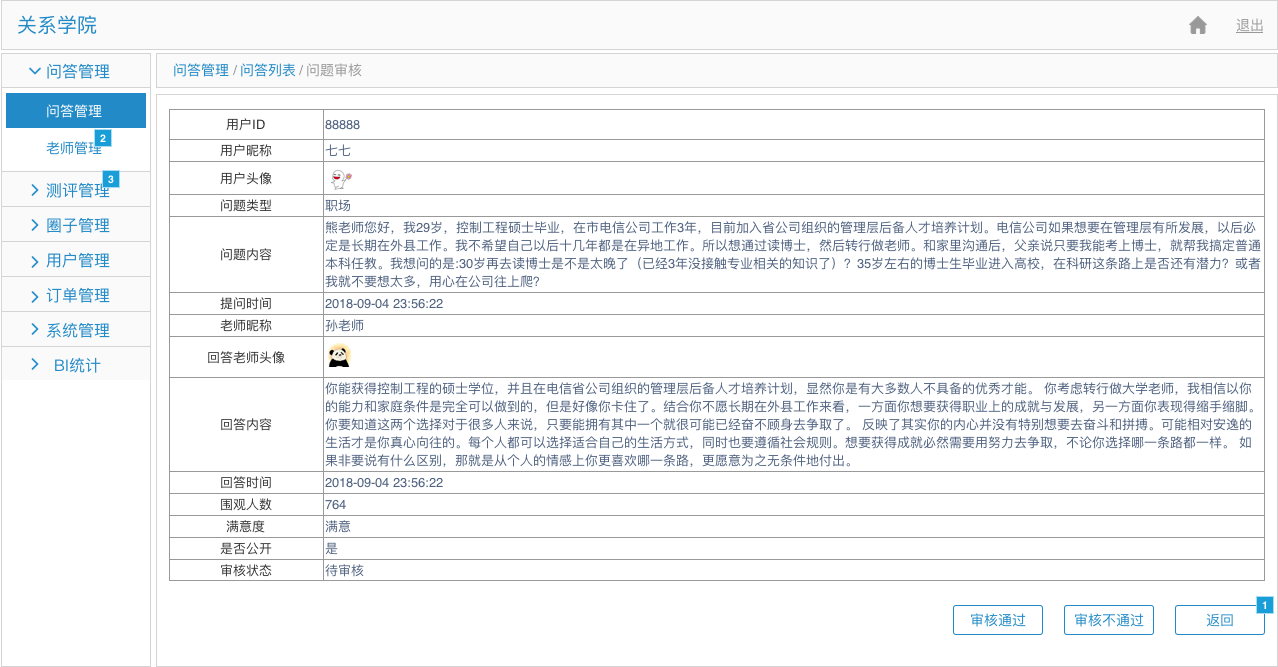 关系学院
退出
问答管理
问答管理
2
老师管理
3
测评管理
圈子管理
用户管理
订单管理
系统管理
BI统计
问答管理 / 问答列表 / 问题审核
用户ID 88888
用户昵称 七七
用户头像
问题类型 职场
问题内容
熊老师您好，我29岁，控制工程硕士毕业，在市电信公司工作3年，目前加入省公司组织的管理层后备人才培养计划。电信公司如果想要在管理层有所发展，以后必
定是长期在外县工作。我不希望自己以后十几年都是在异地工作。所以想通过读博士，然后转行做老师。和家里沟通后，父亲说只要我能考上博士，就帮我搞定普通
本科任教。我想问的是:30岁再去读博士是不是太晚了（已经3年没接触专业相关的知识了）？35岁左右的博士生毕业进入高校，在科研这条路上是否还有潜力？或者
我就不要想太多，用心在公司往上爬?
提问时间 2018-09-04 23:56:22
老师昵称 孙老师
回答老师头像
回答内容
你能获得控制工程的硕士学位，并且在电信省公司组织的管理层后备人才培养计划，显然你是有大多数人不具备的优秀才能。 你考虑转行做大学老师，我相信以你
的能力和家庭条件是完全可以做到的，但是好像你卡住了。结合你不愿长期在外县工作来看，一方面你想要获得职业上的成就与发展，另一方面你表现得缩手缩脚。
你要知道这两个选择对于很多人来说，只要能拥有其中一个就很可能已经奋不顾身去争取了。 反映了其实你的内心并没有特别想要去奋斗和拼搏。可能相对安逸的
生活才是你真心向往的。每个人都可以选择适合自己的生活方式，同时也要遵循社会规则。想要获得成就必然需要用努力去争取，不论你选择哪一条路都一样。 如
果非要说有什么区别，那就是从个人的情感上你更喜欢哪一条路，更愿意为之无条件地付出。
回答时间 2018-09-04 23:56:22
围观人数 764
满意度 满意
是否公开 是
审核状态 待审核
1
审核通过 审核不通过 返回